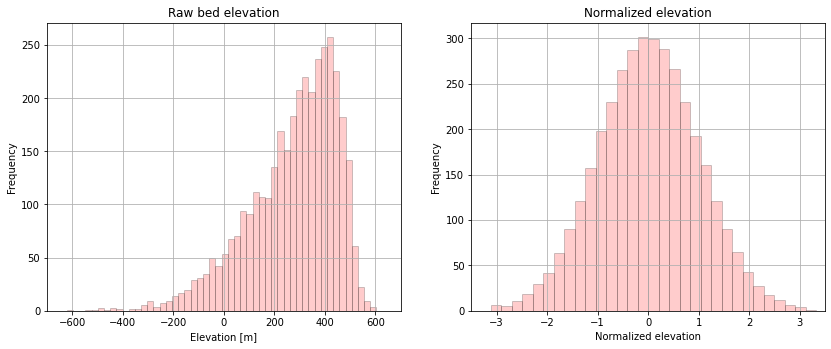 Raw bed elevation
250
200
150
100
50
0
Frequency
−600 −400 −200 0 200 400 600
Elevation [m]
Normalized elevation
300
250
200
150
100
50
0
Frequency
−3 −2 −1 0 1 2 3
Normalized elevation